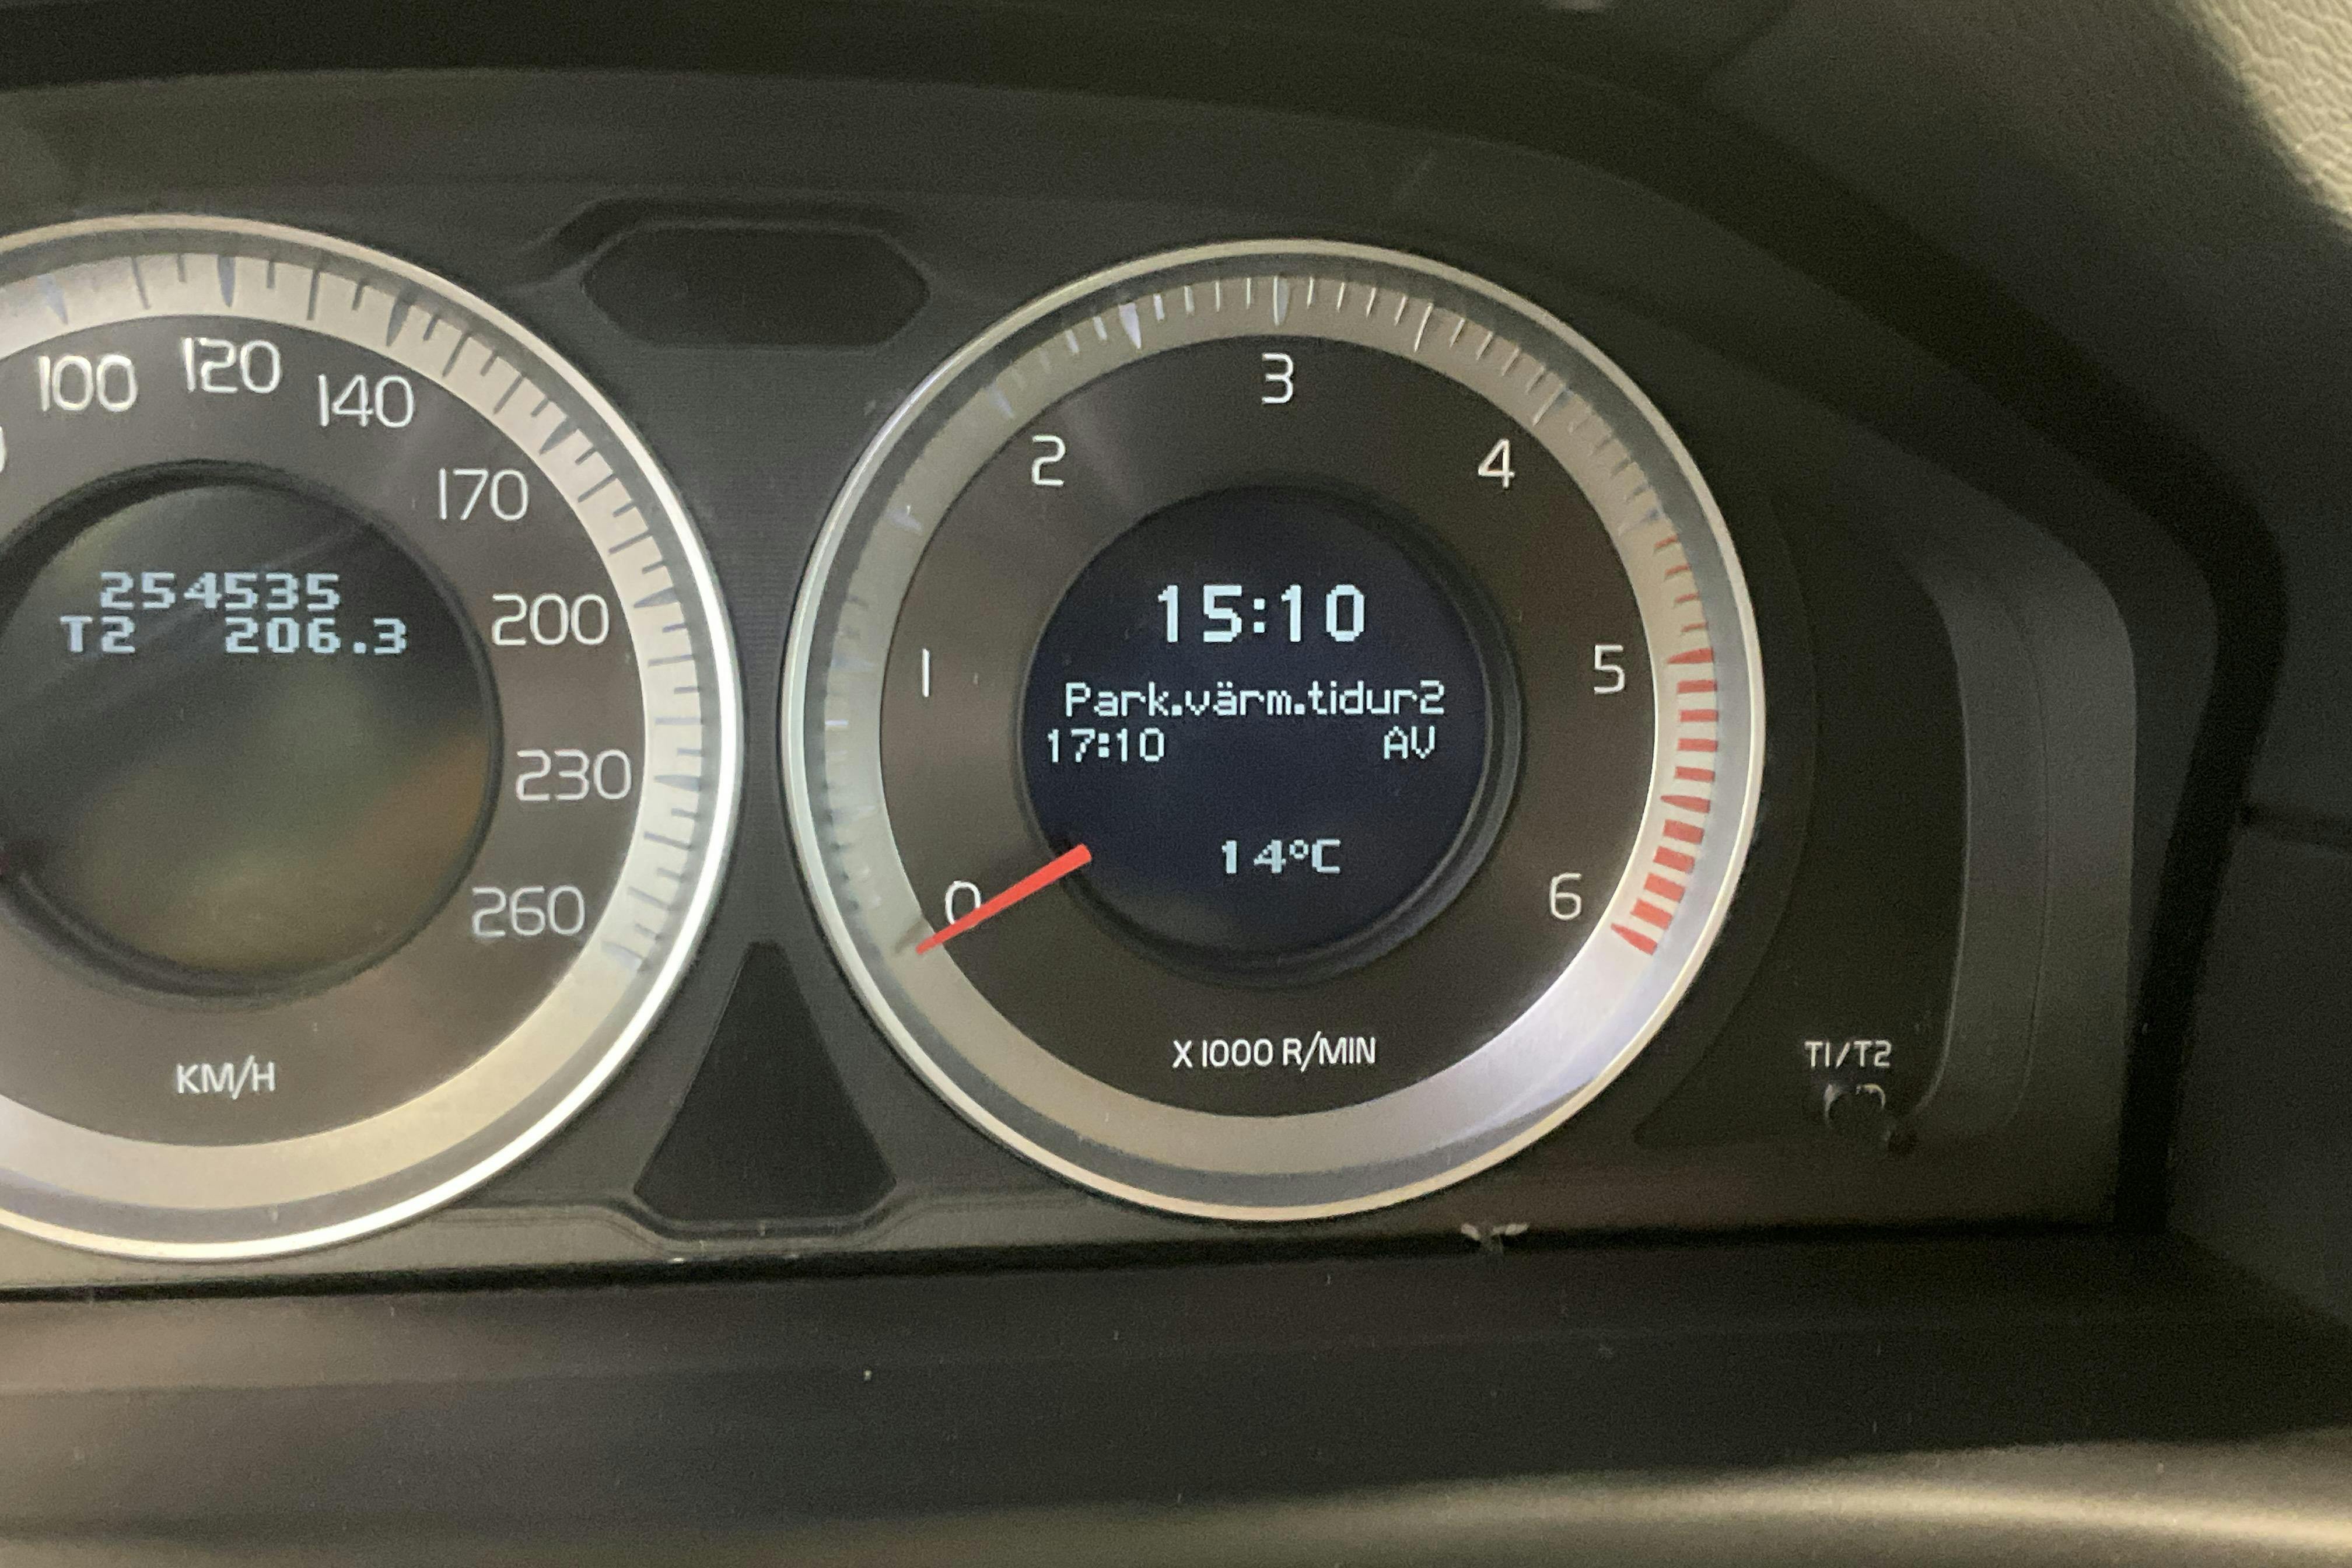 100
120
140
170
200
230
260
254535
T2 206.3
KM/H
0
1
2
3
4
5
6
15:10
Park.värm.tidur2
17:10 AV
14°C
X 1000 R/MIN
T1/T2